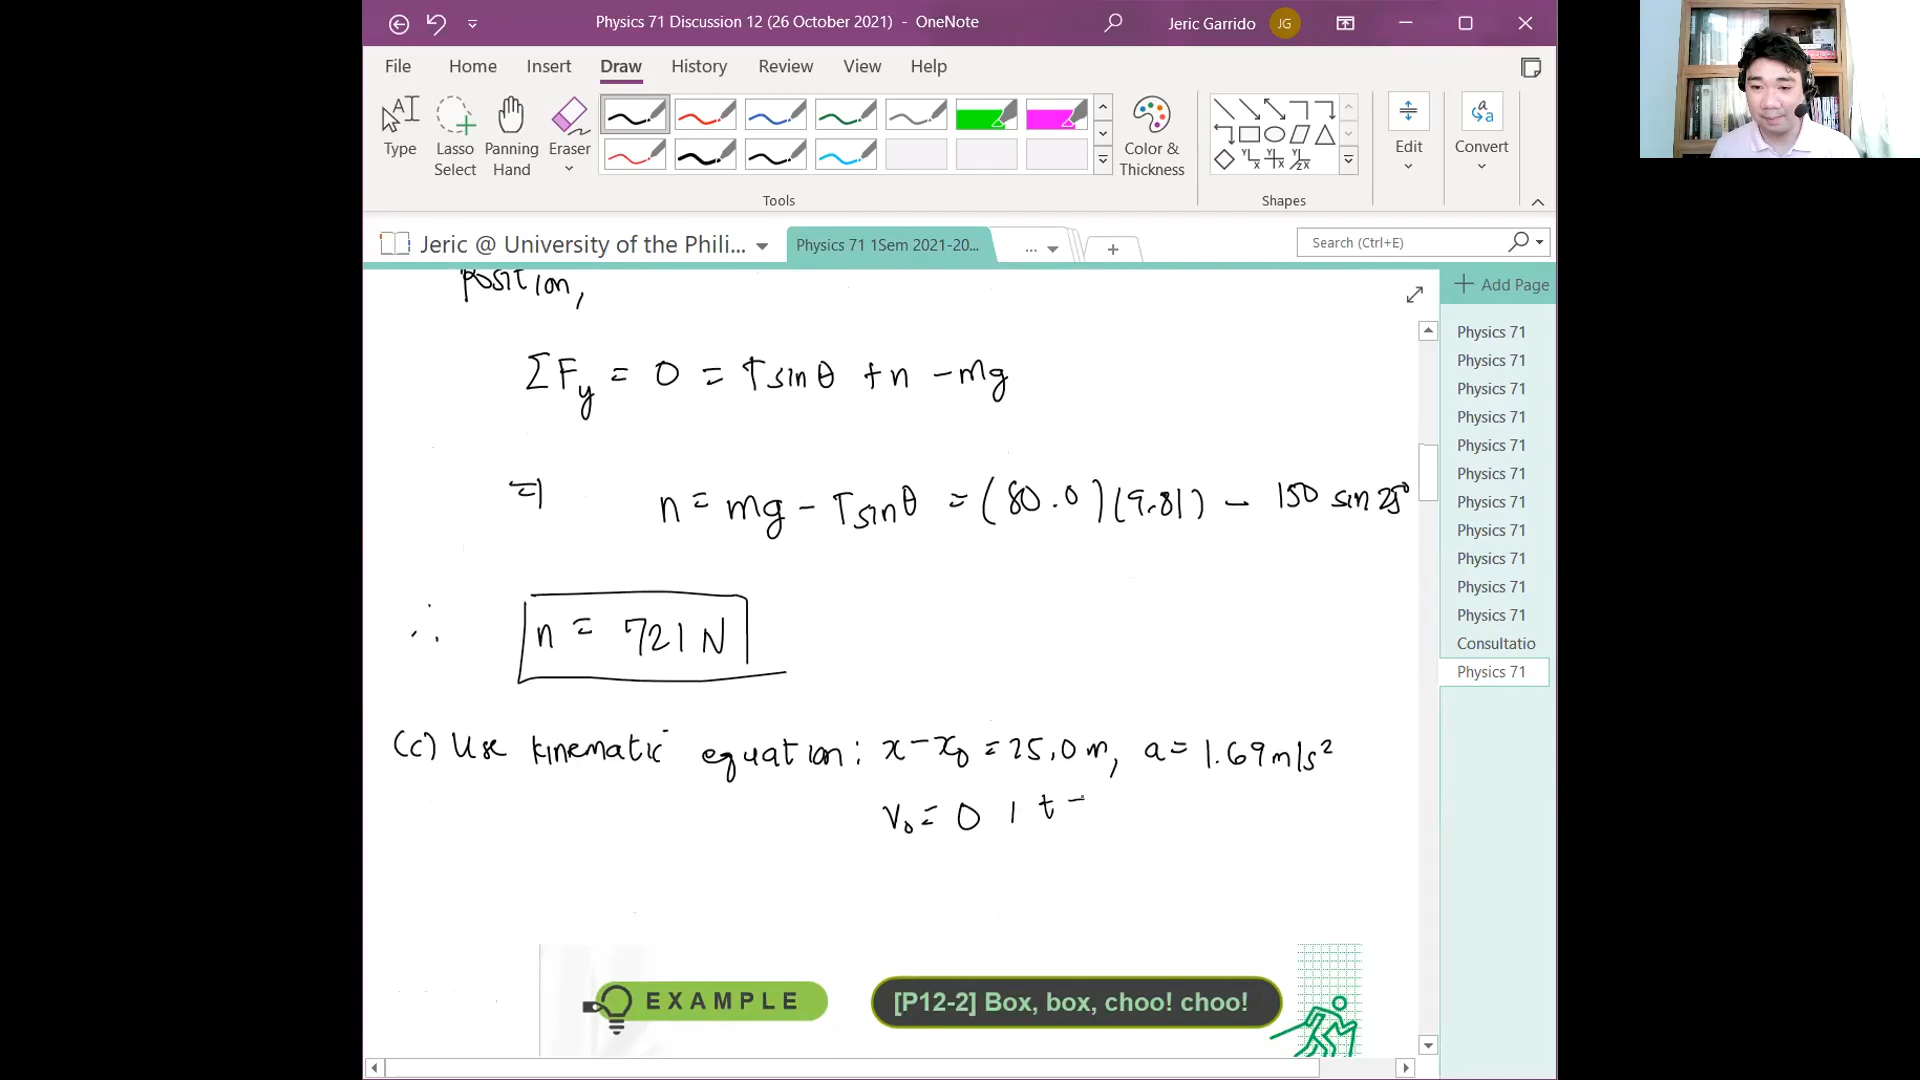 Physics 71 Discussion 12 (26 October 2021) - OneNote
Jeric Garrido JG
File Home Insert Draw History Review View Help
Type
Lasso Select
Panning Hand
Eraser
Color & Thickness
Edit
Convert
Tools
Shapes
Jeric @ University of the Phili...
Physics 71 1Sem 2021-20...
...
Search (Ctrl+E)
Add Page
Physics 71
Physics 71
Physics 71
Physics 71
Physics 71
Physics 71
Physics 71
Physics 71
Physics 71
Physics 71
Physics 71
Consultatio
Physics 71
position,
ΣFy = 0 = Tsinθ + n - mg
⇒ n = mg - Tsinθ = (80.0)(9.81) - 150 sin 25°
∴ n = 721 N
(c) Use kinematic equation: x - x₀ = 25.0 m, a = 1.69 m/s²
v₀ = 0, t -
EXAMPLE
[P12-2] Box, box, choo! choo!